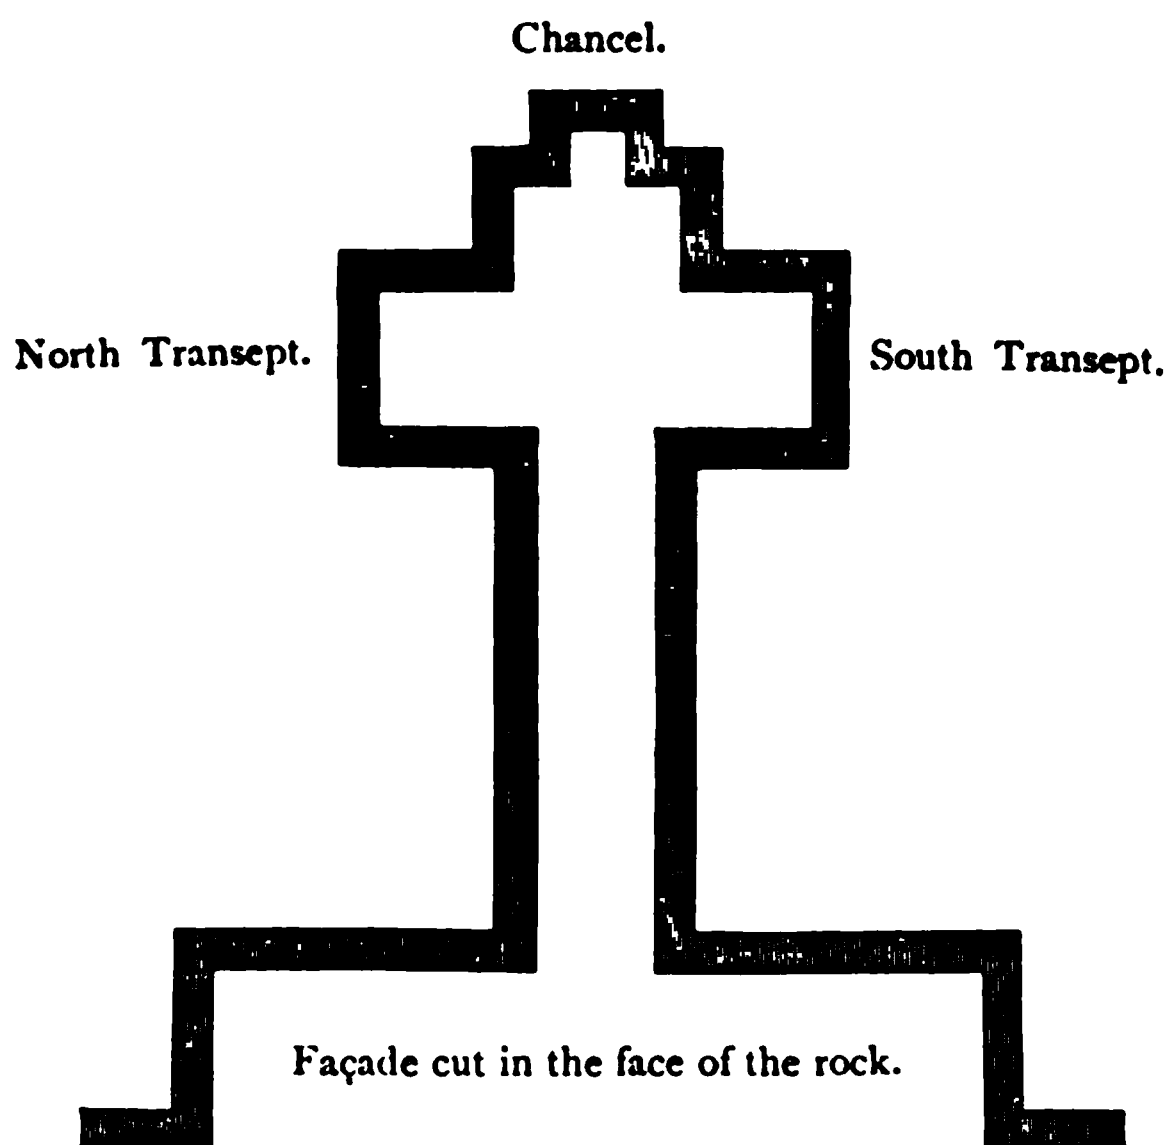 Chancel.
North Transept.
South Transept.
Façade cut in the face of the rock.